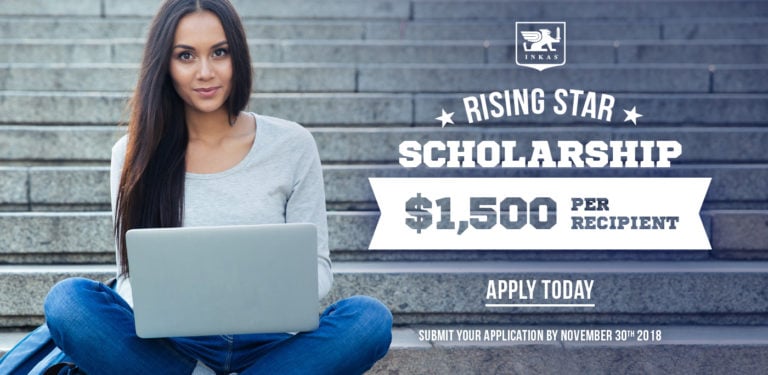 INKAS
RISING STAR
SCHOLARSHIP
$1,500 PER
RECIPIENT
APPLY TODAY
SUBMIT YOUR APPLICATION BY NOVEMBER 30TH 2018